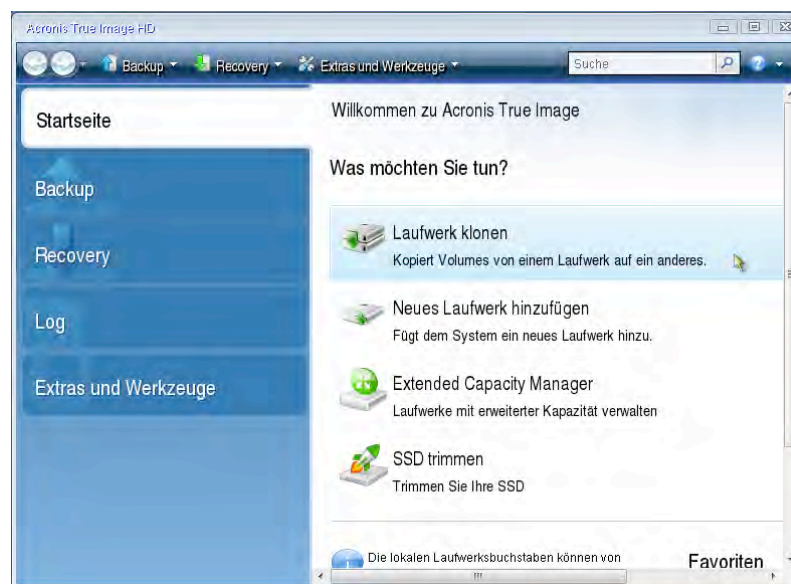 Acronis True Image HD
Backup Recovery Extras und Werkzeuge Suche
Startseite
Backup
Recovery
Log
Extras und Werkzeuge
Willkommen zu Acronis True Image
Was möchten Sie tun?
Laufwerk klonen
Kopiert Volumes von einem Laufwerk auf ein anderes.
Neues Laufwerk hinzufügen
Fügt dem System ein neues Laufwerk hinzu.
Extended Capacity Manager
Laufwerke mit erweiterter Kapazität verwalten
SSD trimmen
Trimmen Sie Ihre SSD
Die lokalen Laufwerksbuchstaben können von
Favoriten